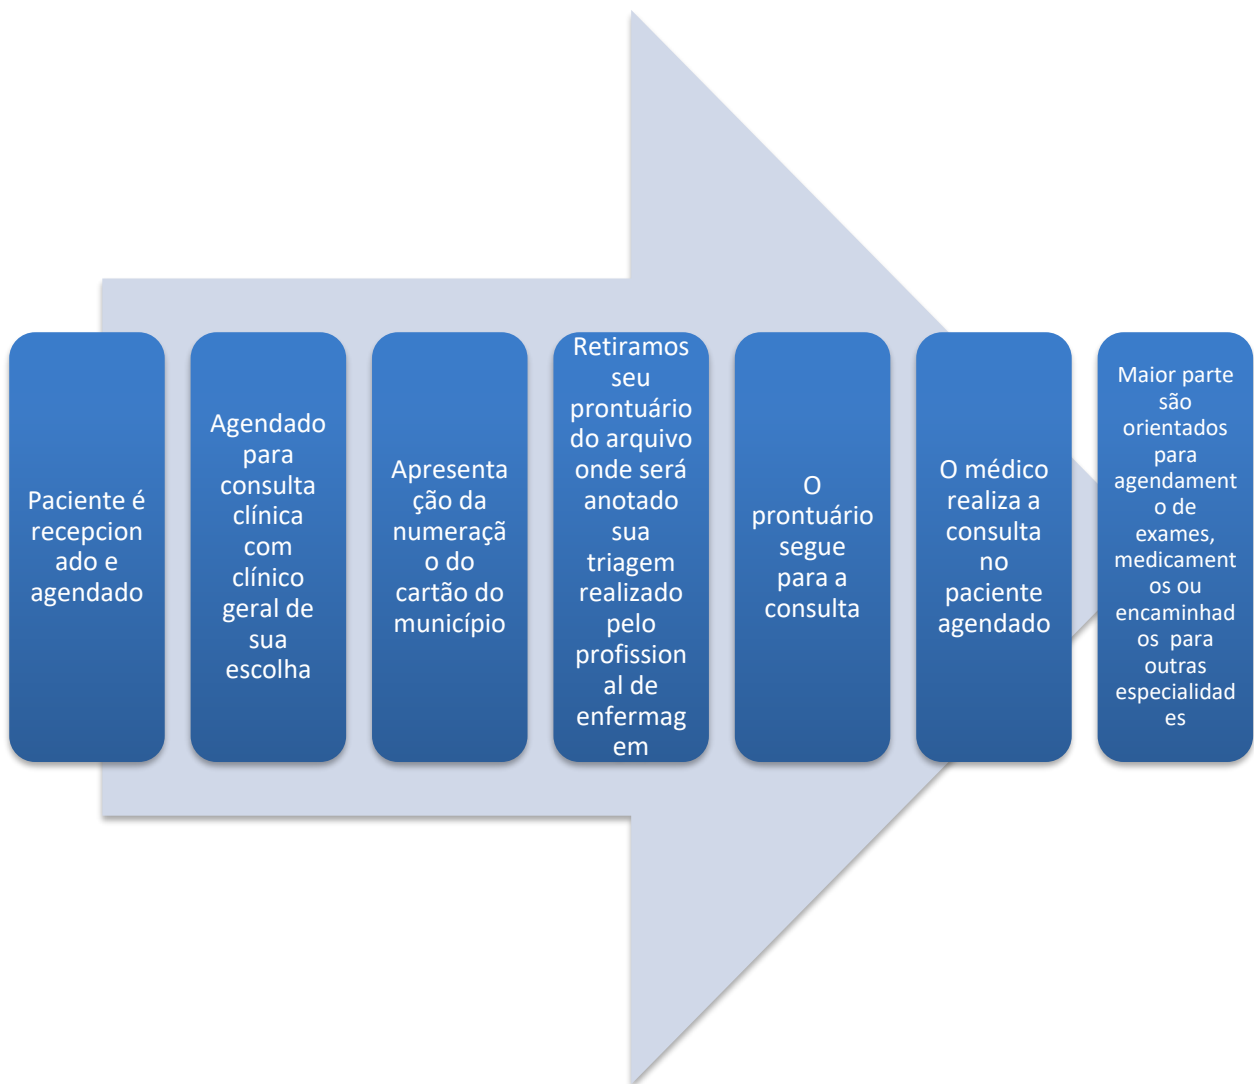 Paciente é
recepcion
ado e
agendado
Agendado
para
consulta
clínica
com
clínico
geral de
sua
escolha
Apresenta
ção da
numeraçã
o do
cartão do
município
Retiramos
seu
prontuário
do arquivo
onde será
anotado
sua
triagem
realizado
pelo
profission
al de
enfermag
em
O
prontuário
segue
para a
consulta
O médico
realiza a
consulta
no
paciente
agendado
Maior parte
são
orientados
para
agendament
o de
exames,
medicament
os ou
encaminhad
os  para
outras
especialidad
es